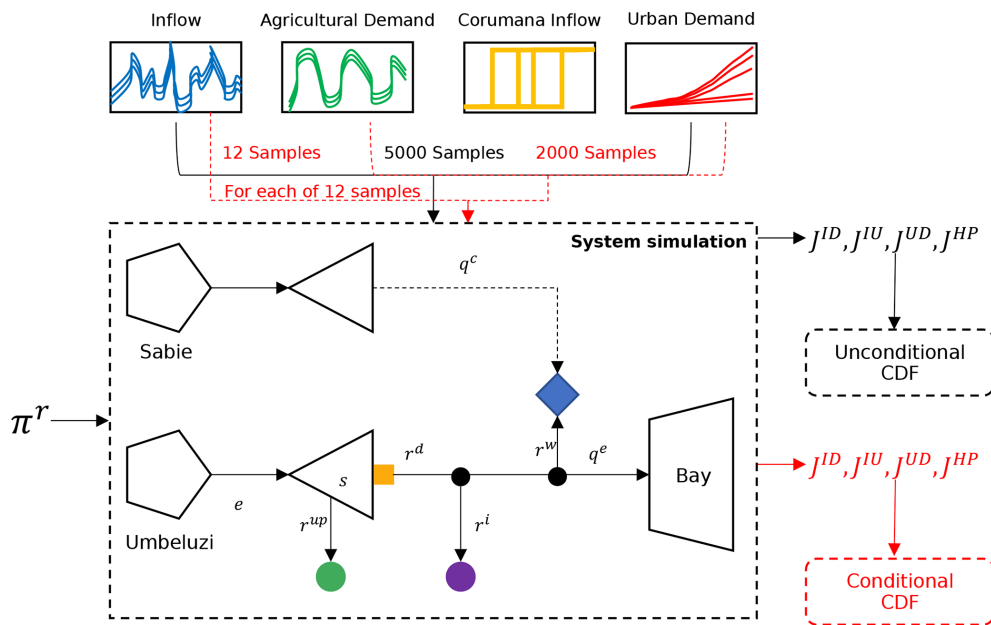 Inflow
Agricultural Demand
Corumana Inflow
Urban Demand
12 Samples
5000 Samples
2000 Samples
For each of 12 samples
System simulation
J^{ID}, J^{IU}, J^{UD}, J^{HP}
q^c
Sabie
Unconditional
CDF
π^r
r^d
r^w
q^e
s
Bay
J^{ID}, J^{IU}, J^{UD}, J^{HP}
e
r^{up}
r^i
Umbeluzi
Conditional
CDF